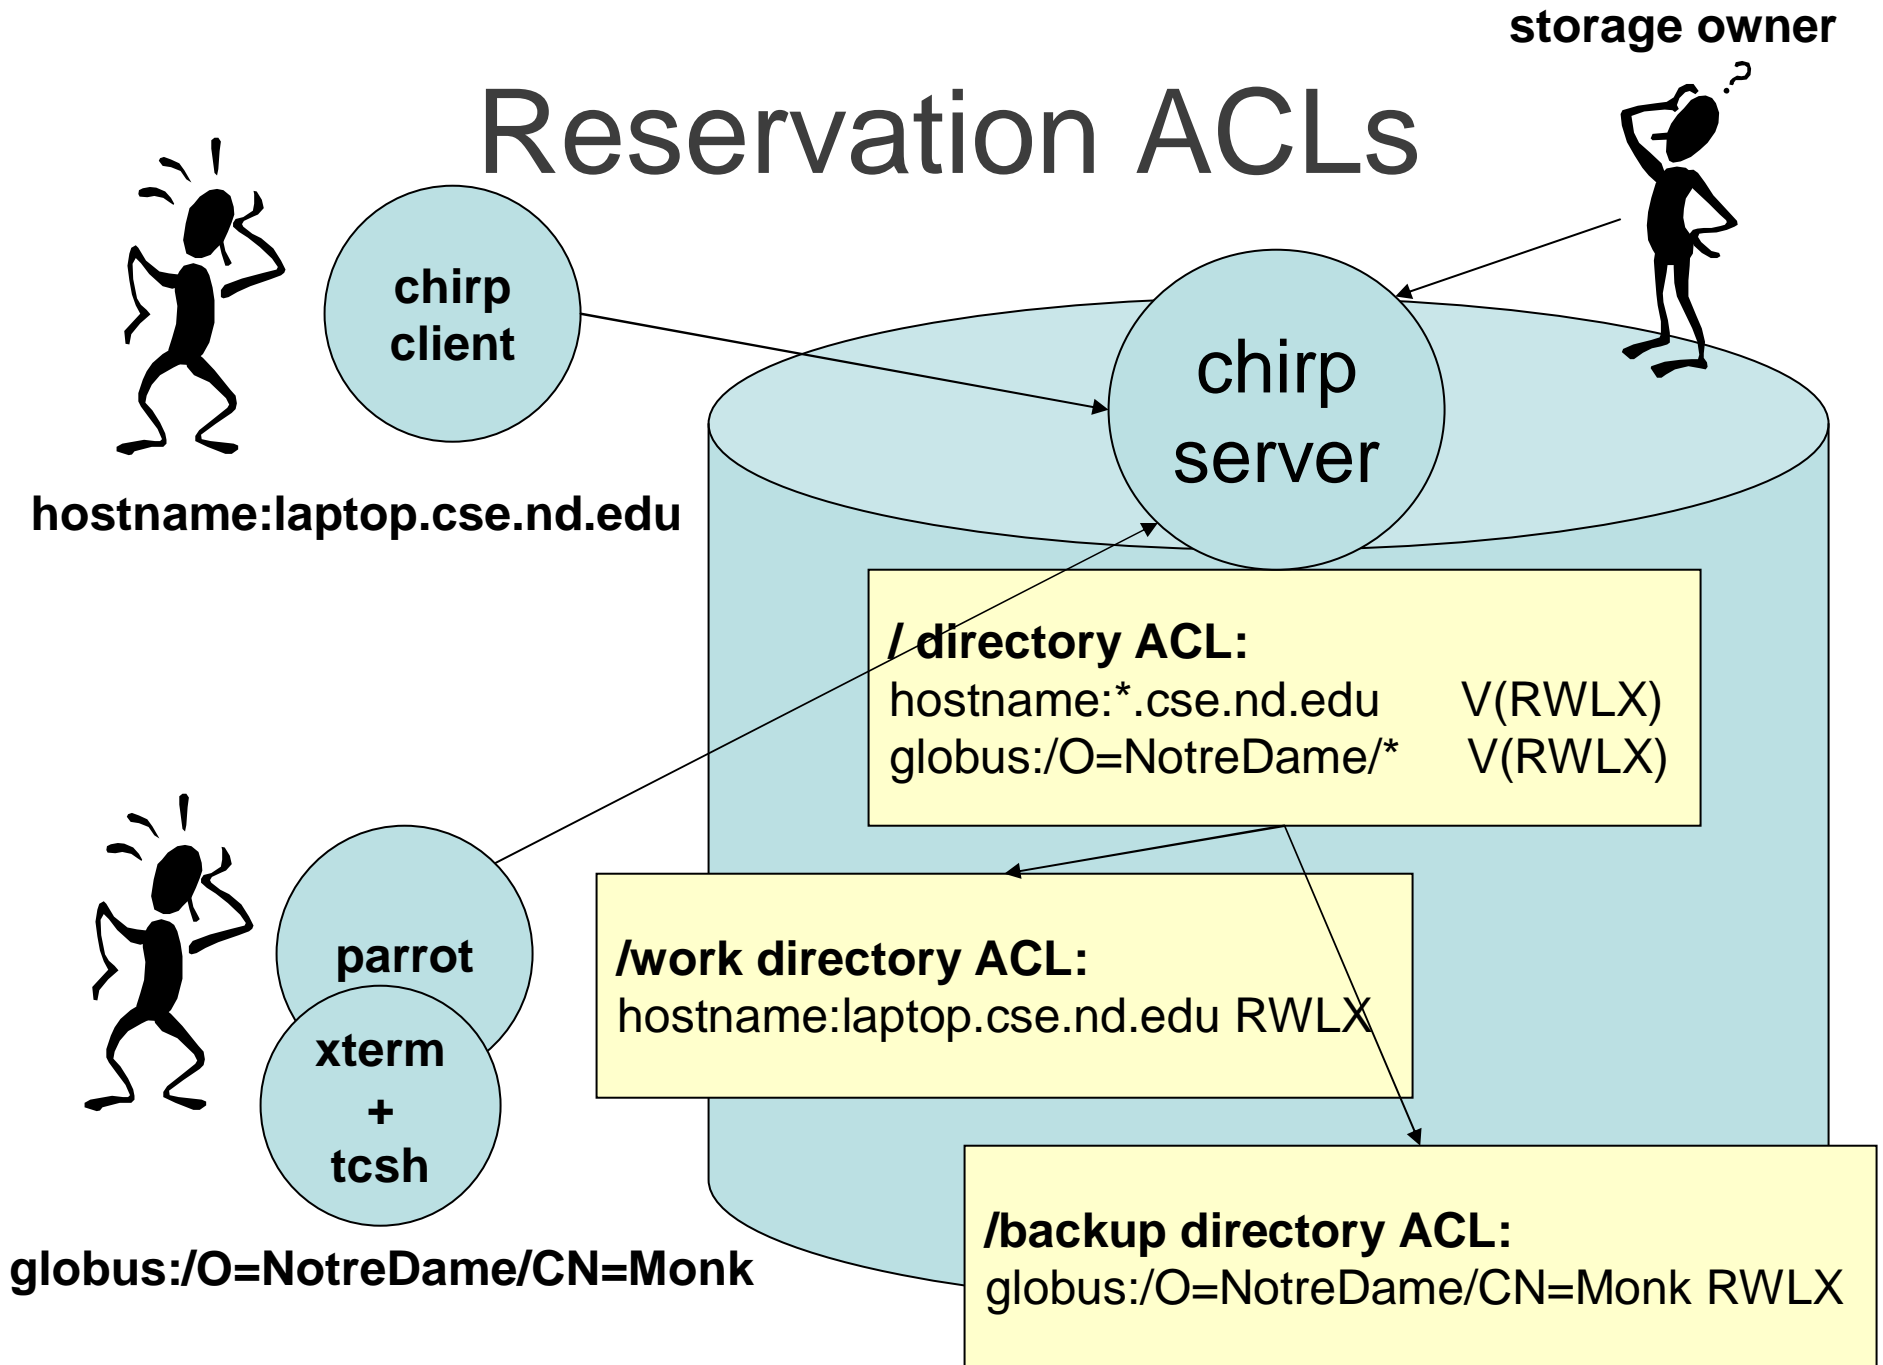 storage owner
Reservation ACLs
chirp
client
chirp
server
hostname:laptop.cse.nd.edu
/ directory ACL:
hostname:*.cse.nd.edu V(RWLX)
globus:/O=NotreDame/* V(RWLX)
parrot
xterm
+
tcsh
/work directory ACL:
hostname:laptop.cse.nd.edu RWLX
/backup directory ACL:
globus:/O=NotreDame/CN=Monk RWLX
globus:/O=NotreDame/CN=Monk